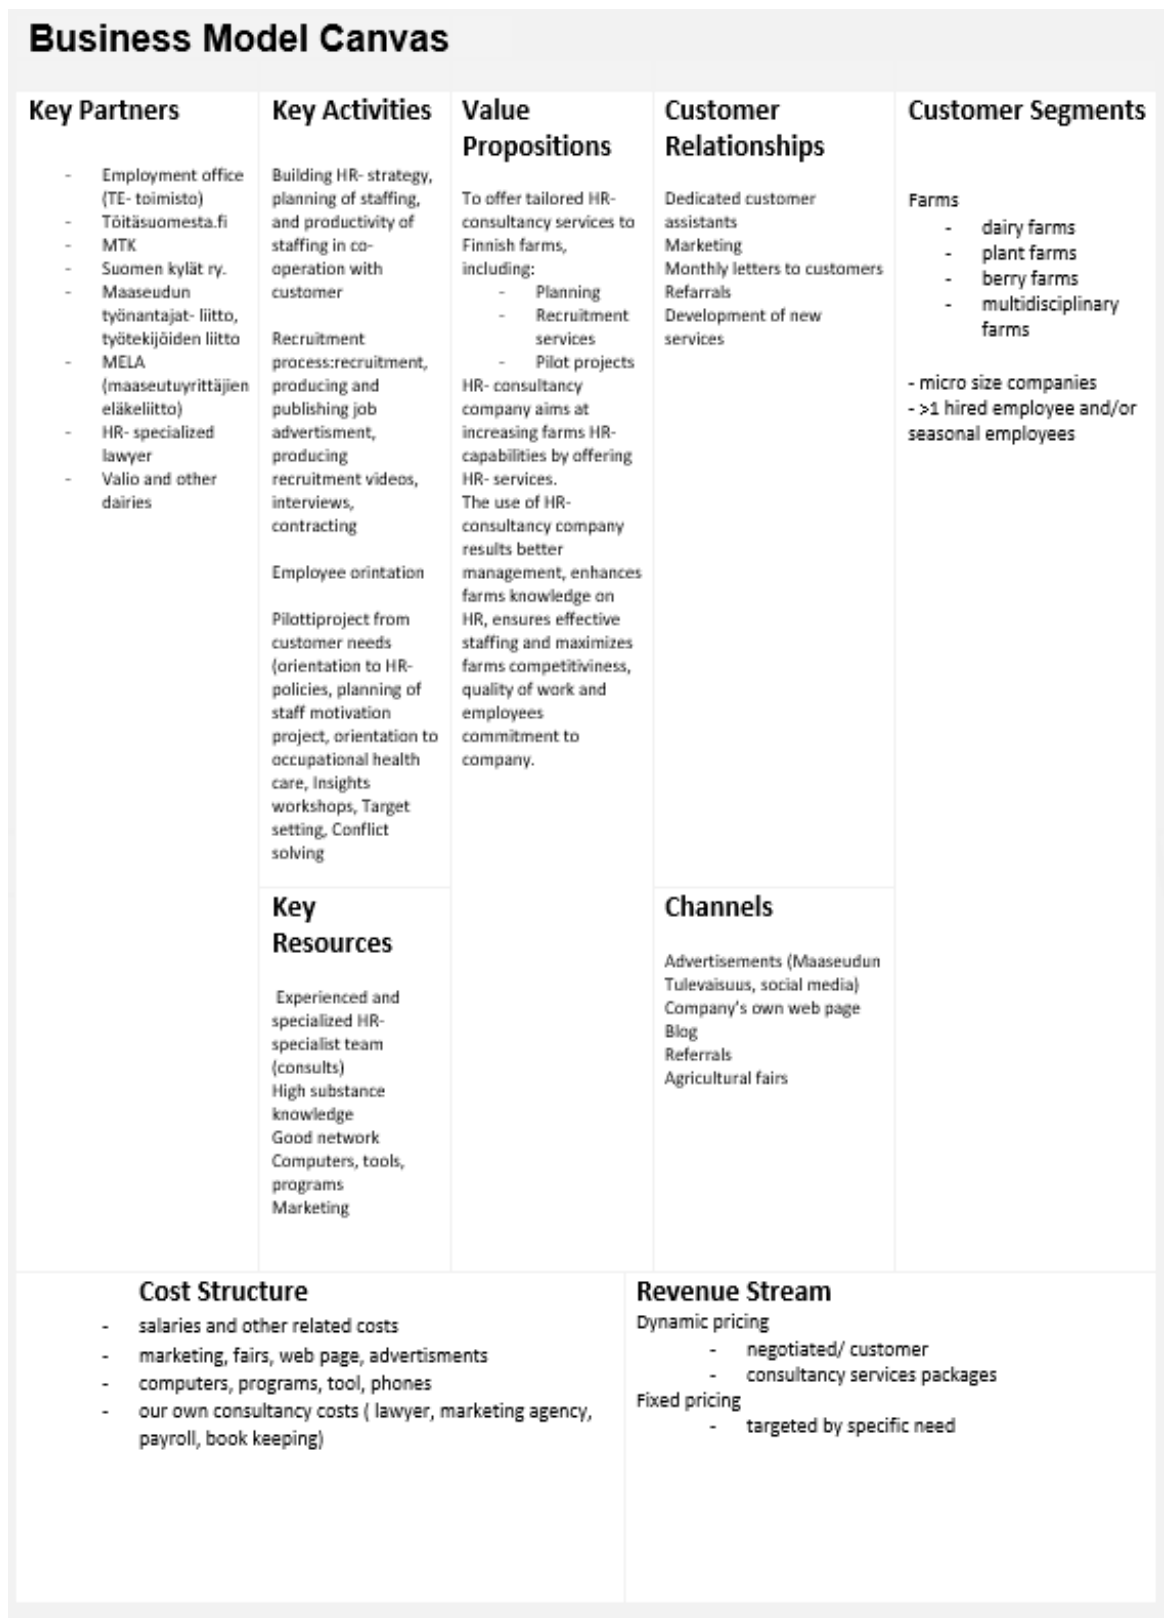 Business Model Canvas
Key Partners
- Employment office
(TE- toimisto)
- Töitäsuomesta.fi
- MTK
- Suomen kylät ry.
- Maaseudun
työnantajat- liitto,
työtekijöiden liitto
- MELA
(maaseutuyrittäjien
eläkeliitto)
- HR- specialized
lawyer
- Valio and other
dairies
Key Activities
Building HR- strategy,
planning of staffing,
and productivity of
staffing in co-
operation with
customer
Recruitment
process:recruitment,
producing and
publishing job
advertisment,
producing
recruitment videos,
interviews,
contracting
Employee orintation
Pilottiproject from
customer needs
(orientation to HR-
policies, planning of
staff motivation
project, orientation to
occupational health
care, Insights
workshops, Target
setting, Conflict
solving
Key
Resources
Experienced and
specialized HR-
specialist team
(consults)
High substance
knowledge
Good network
Computers, tools,
programs
Marketing
Value
Propositions
To offer tailored HR-
consultancy services to
Finnish farms,
including:
- Planning
- Recruitment
services
- Pilot projects
HR- consultancy
company aims at
increasing farms HR-
capabilities by offering
HR- services.
The use of HR-
consultancy company
results better
management, enhances
farms knowledge on
HR, ensures effective
staffing and maximizes
farms competitiviness,
quality of work and
employees
commitment to
company.
Customer
Relationships
Dedicated customer
assistants
Marketing
Monthly letters to customers
Refarrals
Development of new
services
Channels
Advertisements (Maaseudun
Tulevaisuus, social media)
Company's own web page
Blog
Referrals
Agricultural fairs
Customer Segments
Farms
- dairy farms
- plant farms
- berry farms
- multidisciplinary
farms
- micro size companies
- >1 hired employee and/or
seasonal employees
Cost Structure
- salaries and other related costs
- marketing, fairs, web page, advertisments
- computers, programs, tool, phones
- our own consultancy costs ( lawyer, marketing agency,
payroll, book keeping)
Revenue Stream
Dynamic pricing
- negotiated/ customer
- consultancy services packages
Fixed pricing
- targeted by specific need